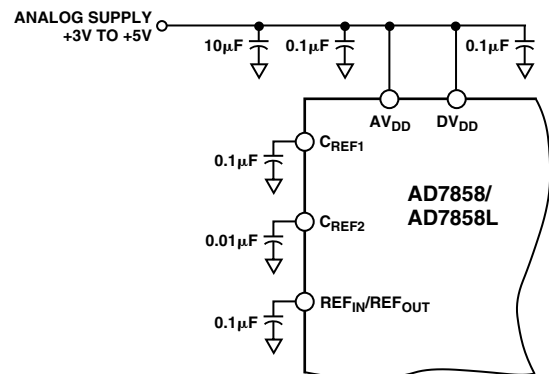 ANALOG SUPPLY
+3V TO +5V
10µF
0.1µF
0.1µF
AVDD
DVDD
CREF1
0.1µF
AD7858/
AD7858L
CREF2
0.01µF
REFIN/REFOUT
0.1µF